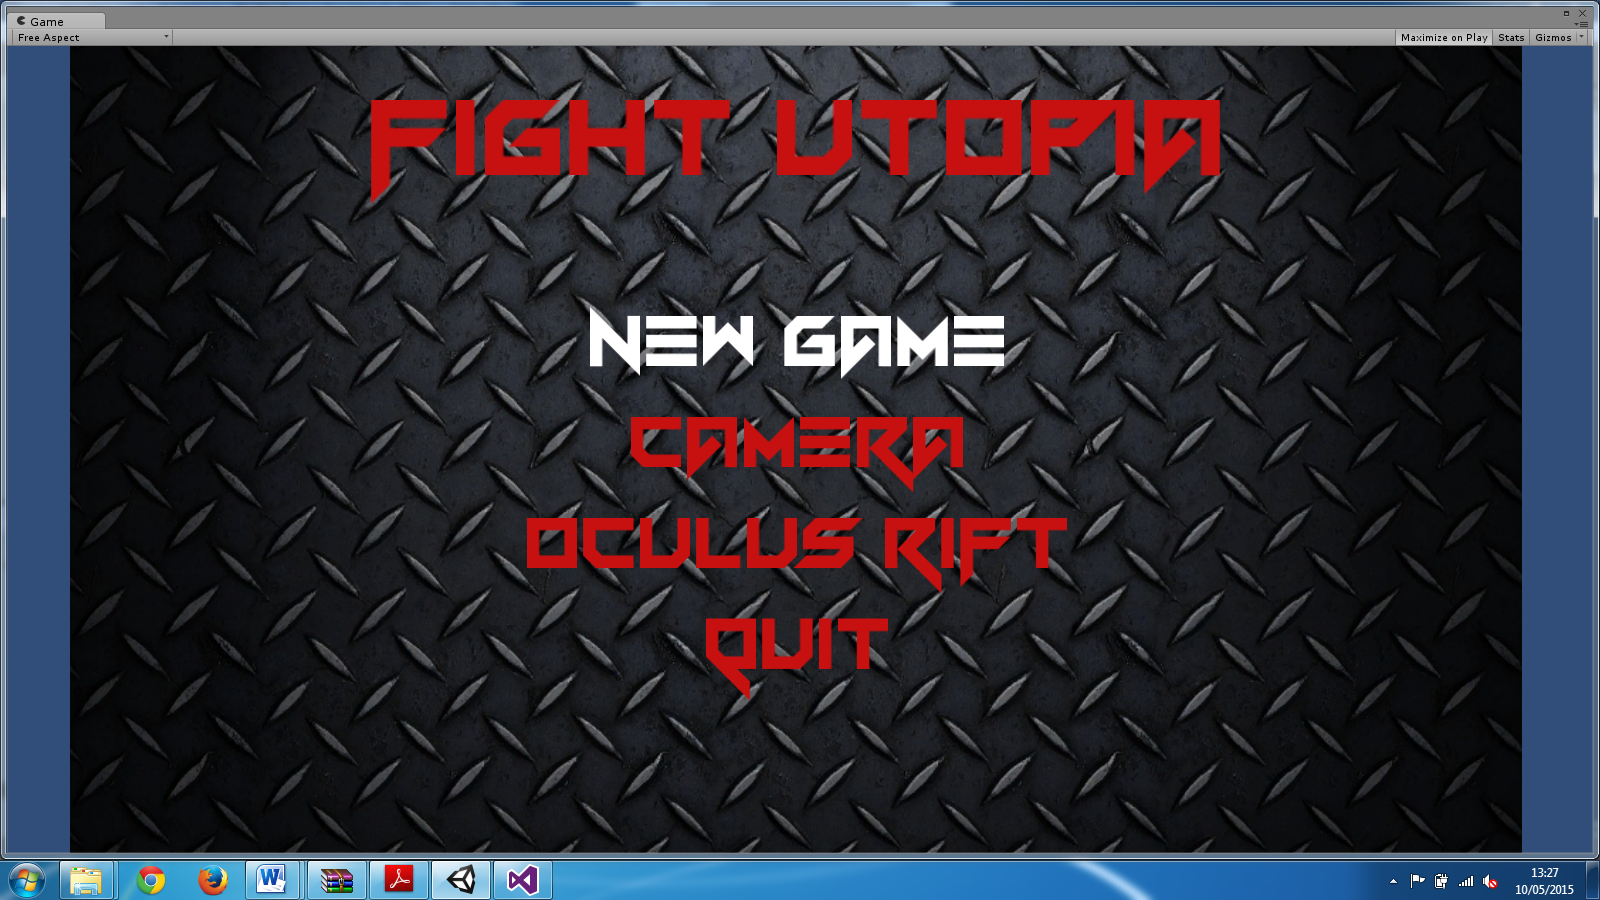 Game
Free Aspect
Maximize on Play Stats Gizmos
FIGHT UTOPIA
NEW GAME
CAMERA
OCULUS RIFT
QUIT
13:27
10/05/2015